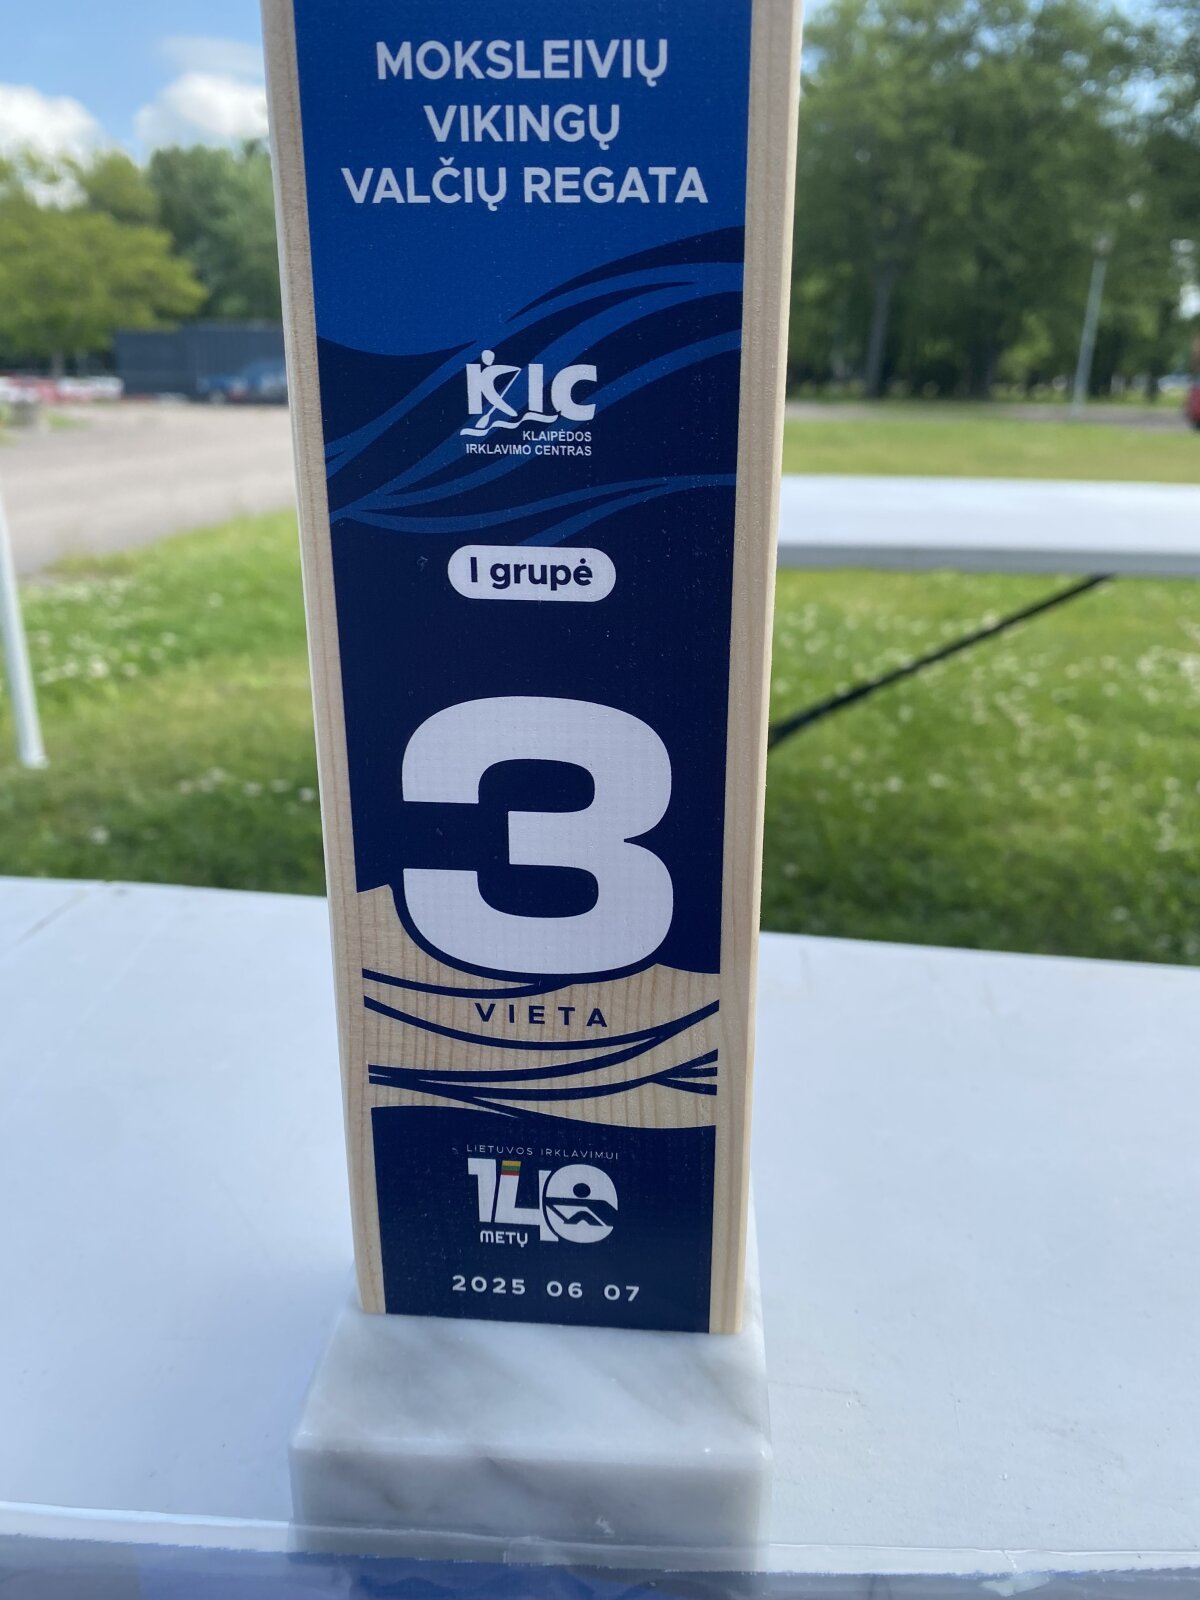 MOKSLEIVIŲ
VIKINGŲ
VALČIŲ REGATA
KIC
KLAIPĖDOS
IRKLAVIMO CENTRAS
I grupė
3
VIETA
LIETUVOS IRKLAVIMUI
140
METŲ
2025 06 07